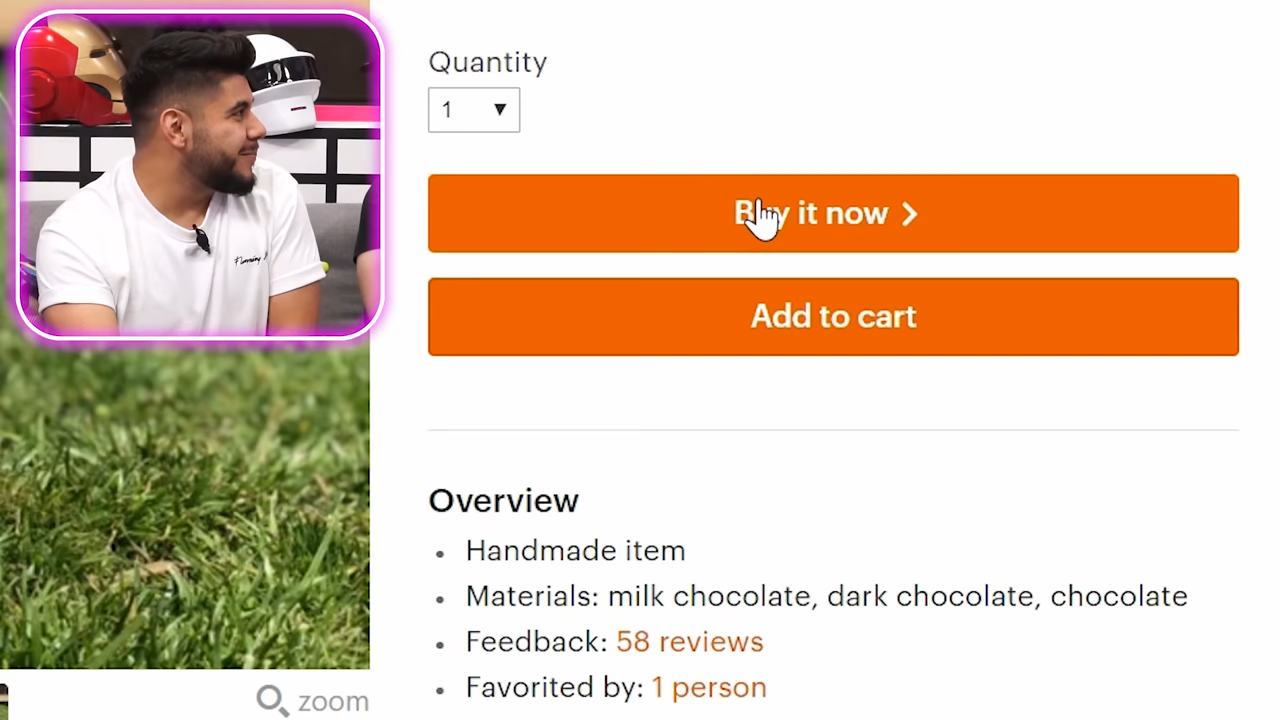 Quantity
1
Buy it now
Add to cart
Overview
Handmade item
Materials: milk chocolate, dark chocolate, chocolate
Feedback: 58 reviews
Favorited by: 1 person
zoom